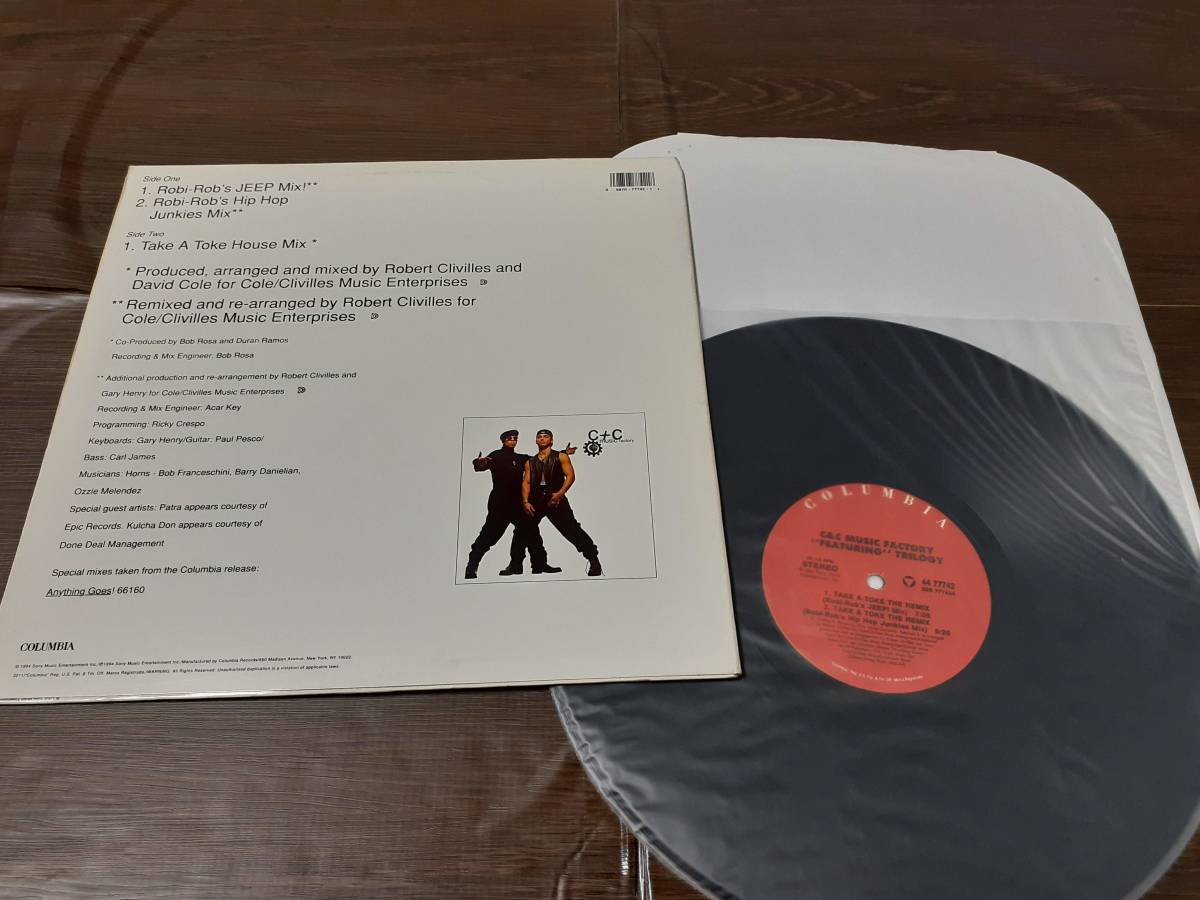 Side One
1. Robi-Rob's JEEP Mix!**
2. Robi-Rob's Hip Hop
Junkies Mix**
Side Two
1. Take A Toke House Mix *
* Produced, arranged and mixed by Robert Clivilles and
David Cole for Cole/Clivilles Music Enterprises
** Remixed and re-arranged by Robert Clivilles for
Cole/Clivilles Music Enterprises
* Co-Produced by Bob Rosa and Duran Ramos
Recording & Mix Engineer: Bob Rosa
** Additional production and re-arrangement by Robert Clivilles and
Gary Henry for Cole/Clivilles Music Enterprises
Recording & Mix Engineer: Acar Key
Programming: Ricky Crespo
Keyboards: Gary Henry/Guitar: Paul Pesco/
Bass: Carl James
Musicians: Horns - Bob Franceschini, Barry Danielian,
Ozzie Melendez
Special guest artists: Patra appears courtesy of
Epic Records. Kulcha Don appears courtesy of
Done Deal Management
Special mixes taken from the Columbia release:
Anything Goes! 66160
COLUMBIA
C+C
MUSIC factory
COLUMBIA
C&C MUSIC FACTORY
"FEATURING" TRILOGY
STEREO
44 77742
1. TAKE A TOKE THE REMIX
(Robi-Rob's JEEP! Mix) 7:05
2. TAKE A TOKE THE REMIX
(Robi-Rob's Hip Hop Junkies Mix)